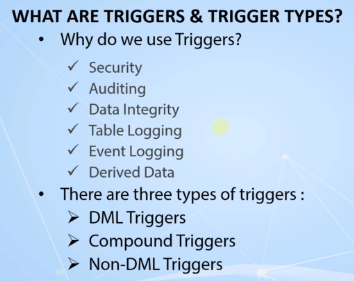 WHAT ARE TRIGGERS & TRIGGER TYPES?
• Why do we use Triggers?
✓ Security
✓ Auditing
✓ Data Integrity
✓ Table Logging
✓ Event Logging
✓ Derived Data
• There are three types of triggers :
➤ DML Triggers
➤ Compound Triggers
➤ Non-DML Triggers